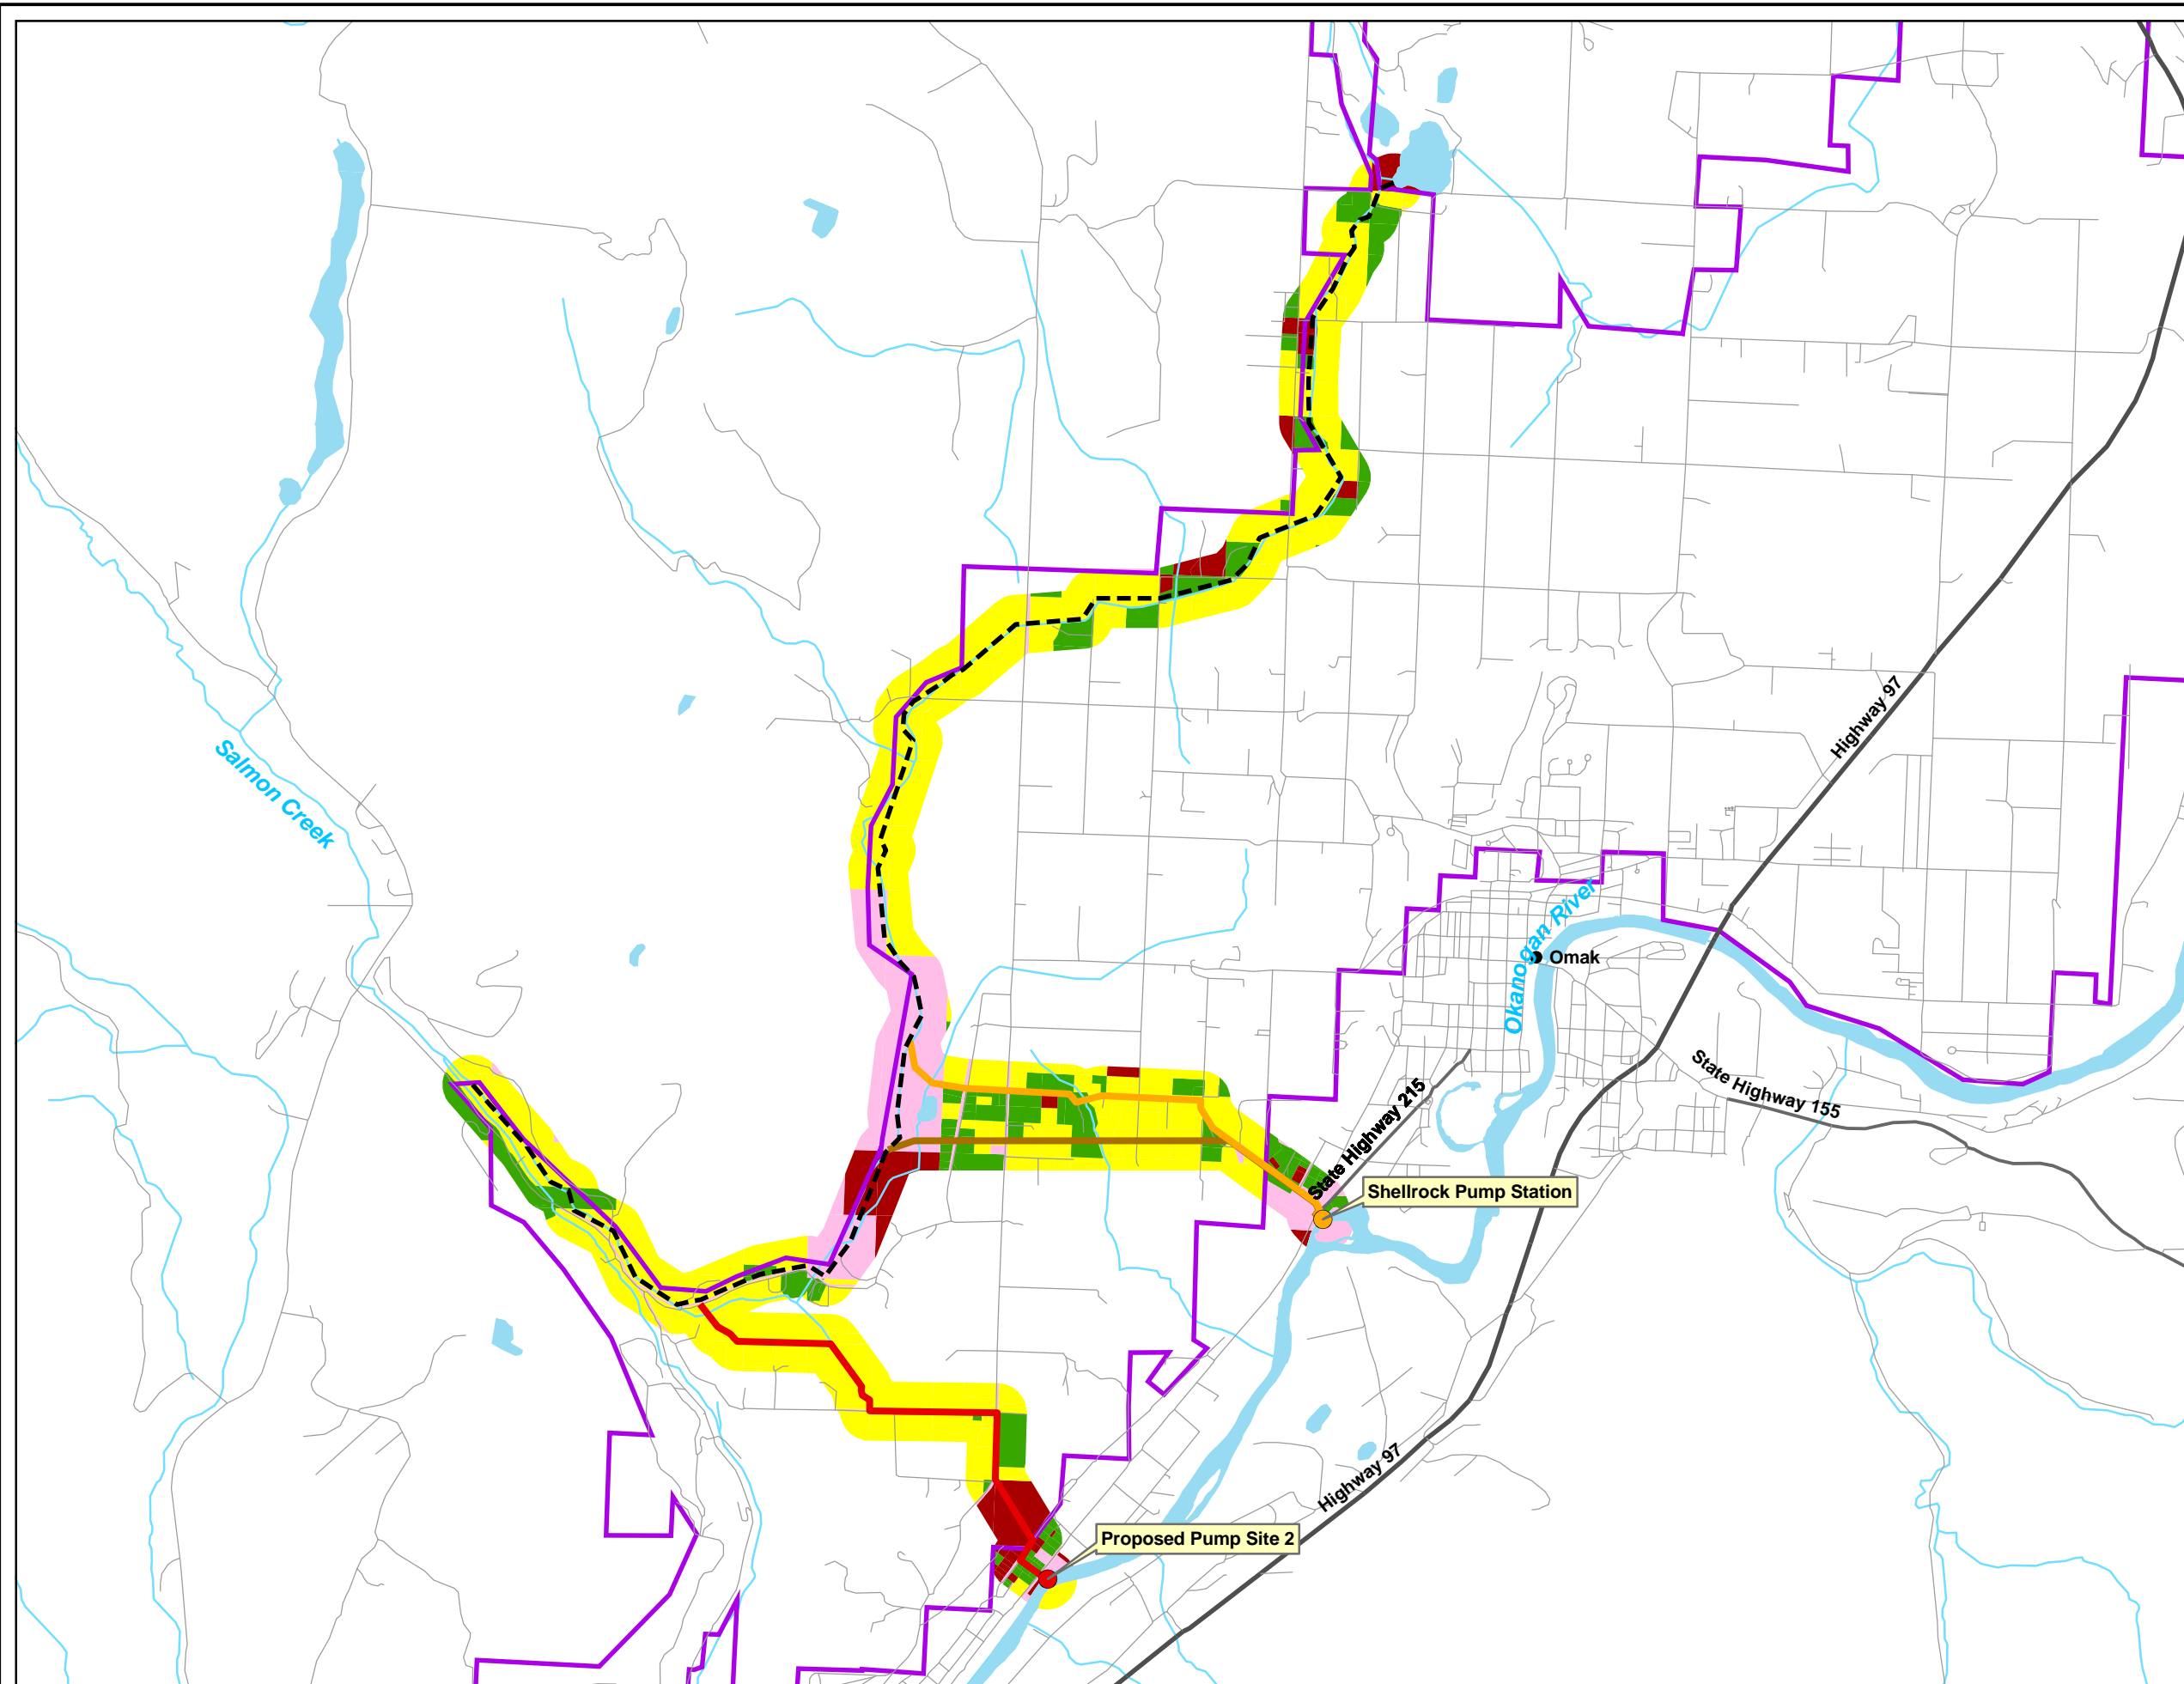 Highway 97
Salmon Creek
Okanogan River
Omak
State Highway 155
State Highway 215
Shellrock Pump Station
Highway 97
Proposed Pump Site 2